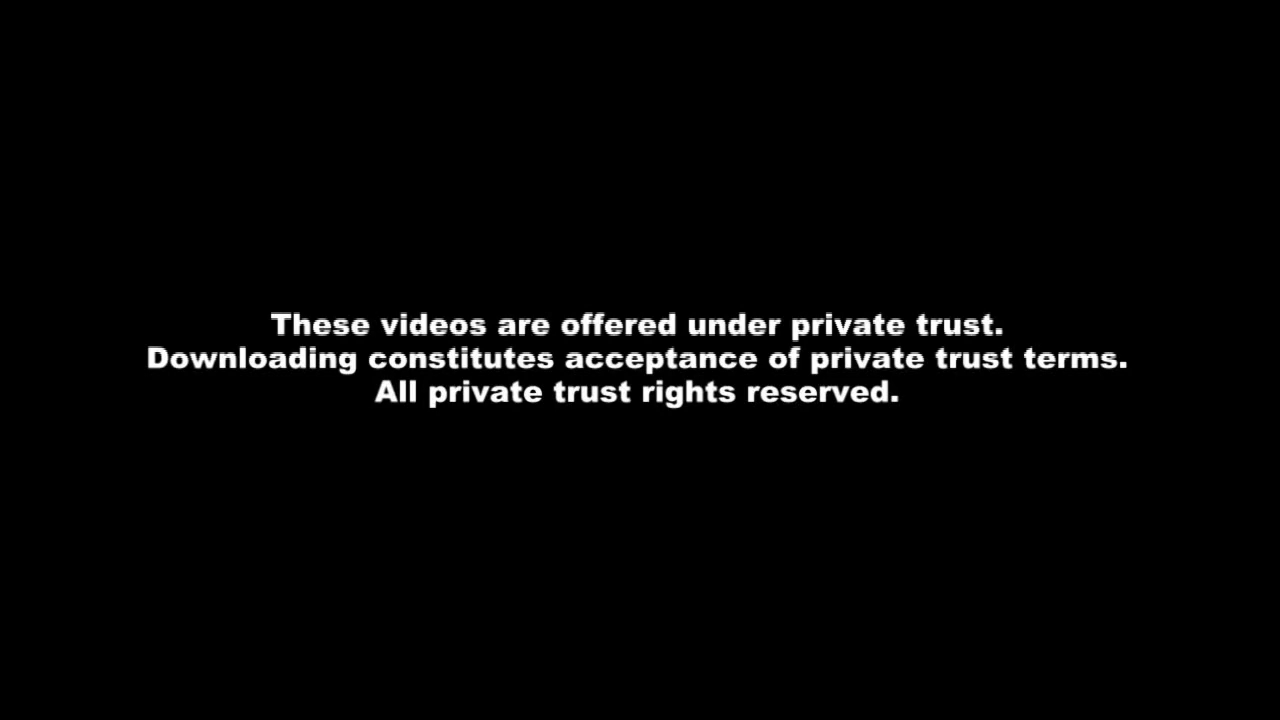 These videos are offered under private trust.
Downloading constitutes acceptance of private trust terms.
All private trust rights reserved.